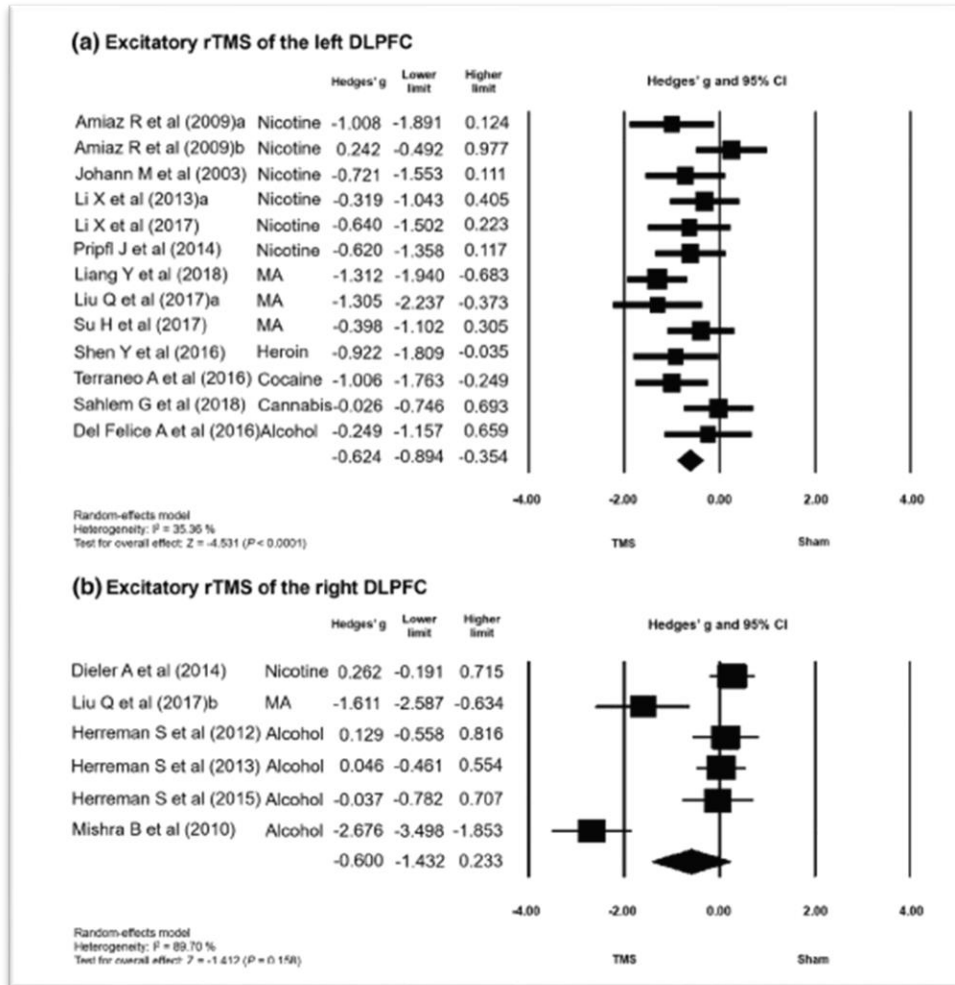 (a) Excitatory rTMS of the left DLPFC
Hedges' g Lower limit Higher limit Hedges' g and 95% CI
Amiaz R et al (2009)a Nicotine -1.008 -1.891 0.124
Amiaz R et al (2009)b Nicotine 0.242 -0.492 0.977
Johann M et al (2003) Nicotine -0.721 -1.553 0.111
Li X et al (2013)a Nicotine -0.319 -1.043 0.405
Li X et al (2017) Nicotine -0.640 -1.502 0.223
Pripfl J et al (2014) Nicotine -0.620 -1.358 0.117
Liang Y et al (2018) MA -1.312 -1.940 -0.683
Liu Q et al (2017)a MA -1.305 -2.237 -0.373
Su H et al (2017) MA -0.398 -1.102 0.305
Shen Y et al (2016) Heroin -0.922 -1.809 -0.035
Terraneo A et al (2016) Cocaine -1.006 -1.763 -0.249
Sahlem G et al (2018) Cannabis -0.026 -0.746 0.693
Del Felice A et al (2016) Alcohol -0.249 -1.157 0.659
-0.624 -0.894 -0.354
-4.00 -2.00 0.00 2.00 4.00
Random-effects model
Heterogeneity: I² = 35.36 %
Test for overall effect: Z = -4.531 (P < 0.0001)
TMS Sham
(b) Excitatory rTMS of the right DLPFC
Hedges' g Lower limit Higher limit Hedges' g and 95% CI
Dieler A et al (2014) Nicotine 0.262 -0.191 0.715
Liu Q et al (2017)b MA -1.611 -2.587 -0.634
Herreman S et al (2012) Alcohol 0.129 -0.558 0.816
Herreman S et al (2013) Alcohol 0.046 -0.461 0.554
Herreman S et al (2015) Alcohol -0.037 -0.782 0.707
Mishra B et al (2010) Alcohol -2.676 -3.498 -1.853
-0.600 -1.432 0.233
-4.00 -2.00 0.00 2.00 4.00
Random-effects model
Heterogeneity: I² = 89.70 %
Test for overall effect: Z = -1.412 (P = 0.158)
TMS Sham